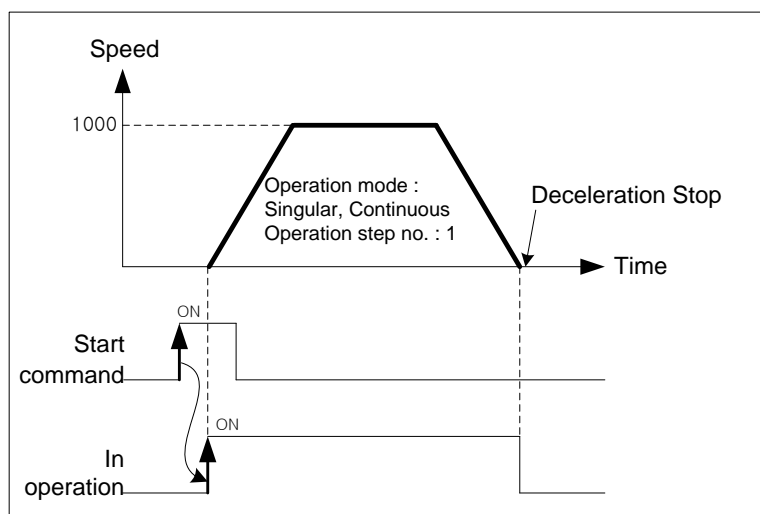 Speed
1000
Operation mode :
Singular, Continuous
Operation step no. : 1
Deceleration Stop
Time
ON
Start
command
ON
In
operation